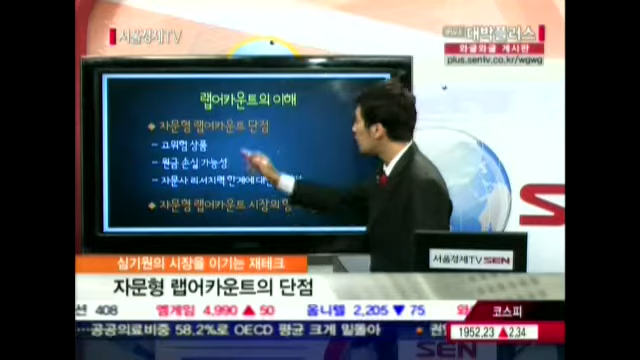 서울경제TV
Plus 대박플러스
와글와글 게시판
plus.sentv.co.kr/wgwg
랩어카운트의 이해
◆ 자문형 랩어카운트 단점
- 고위험 상품
- 원금 손실 가능성
- 자문사 리서치력 한계에 대한
◆ 자문형 랩어카운트 시장의
서울경제TV SEN
SEN
심기원의 시장을 이기는 재테크
자문형 랩어카운트의 단점
408 엠게임 4,990 ▲ 50 옴니텔 2,205 ▼ 75 와
코스피
…공공의료비중 58.2%로 OECD 평균 크게 밑돌아
1952.23 ▲ 2.34
SEN